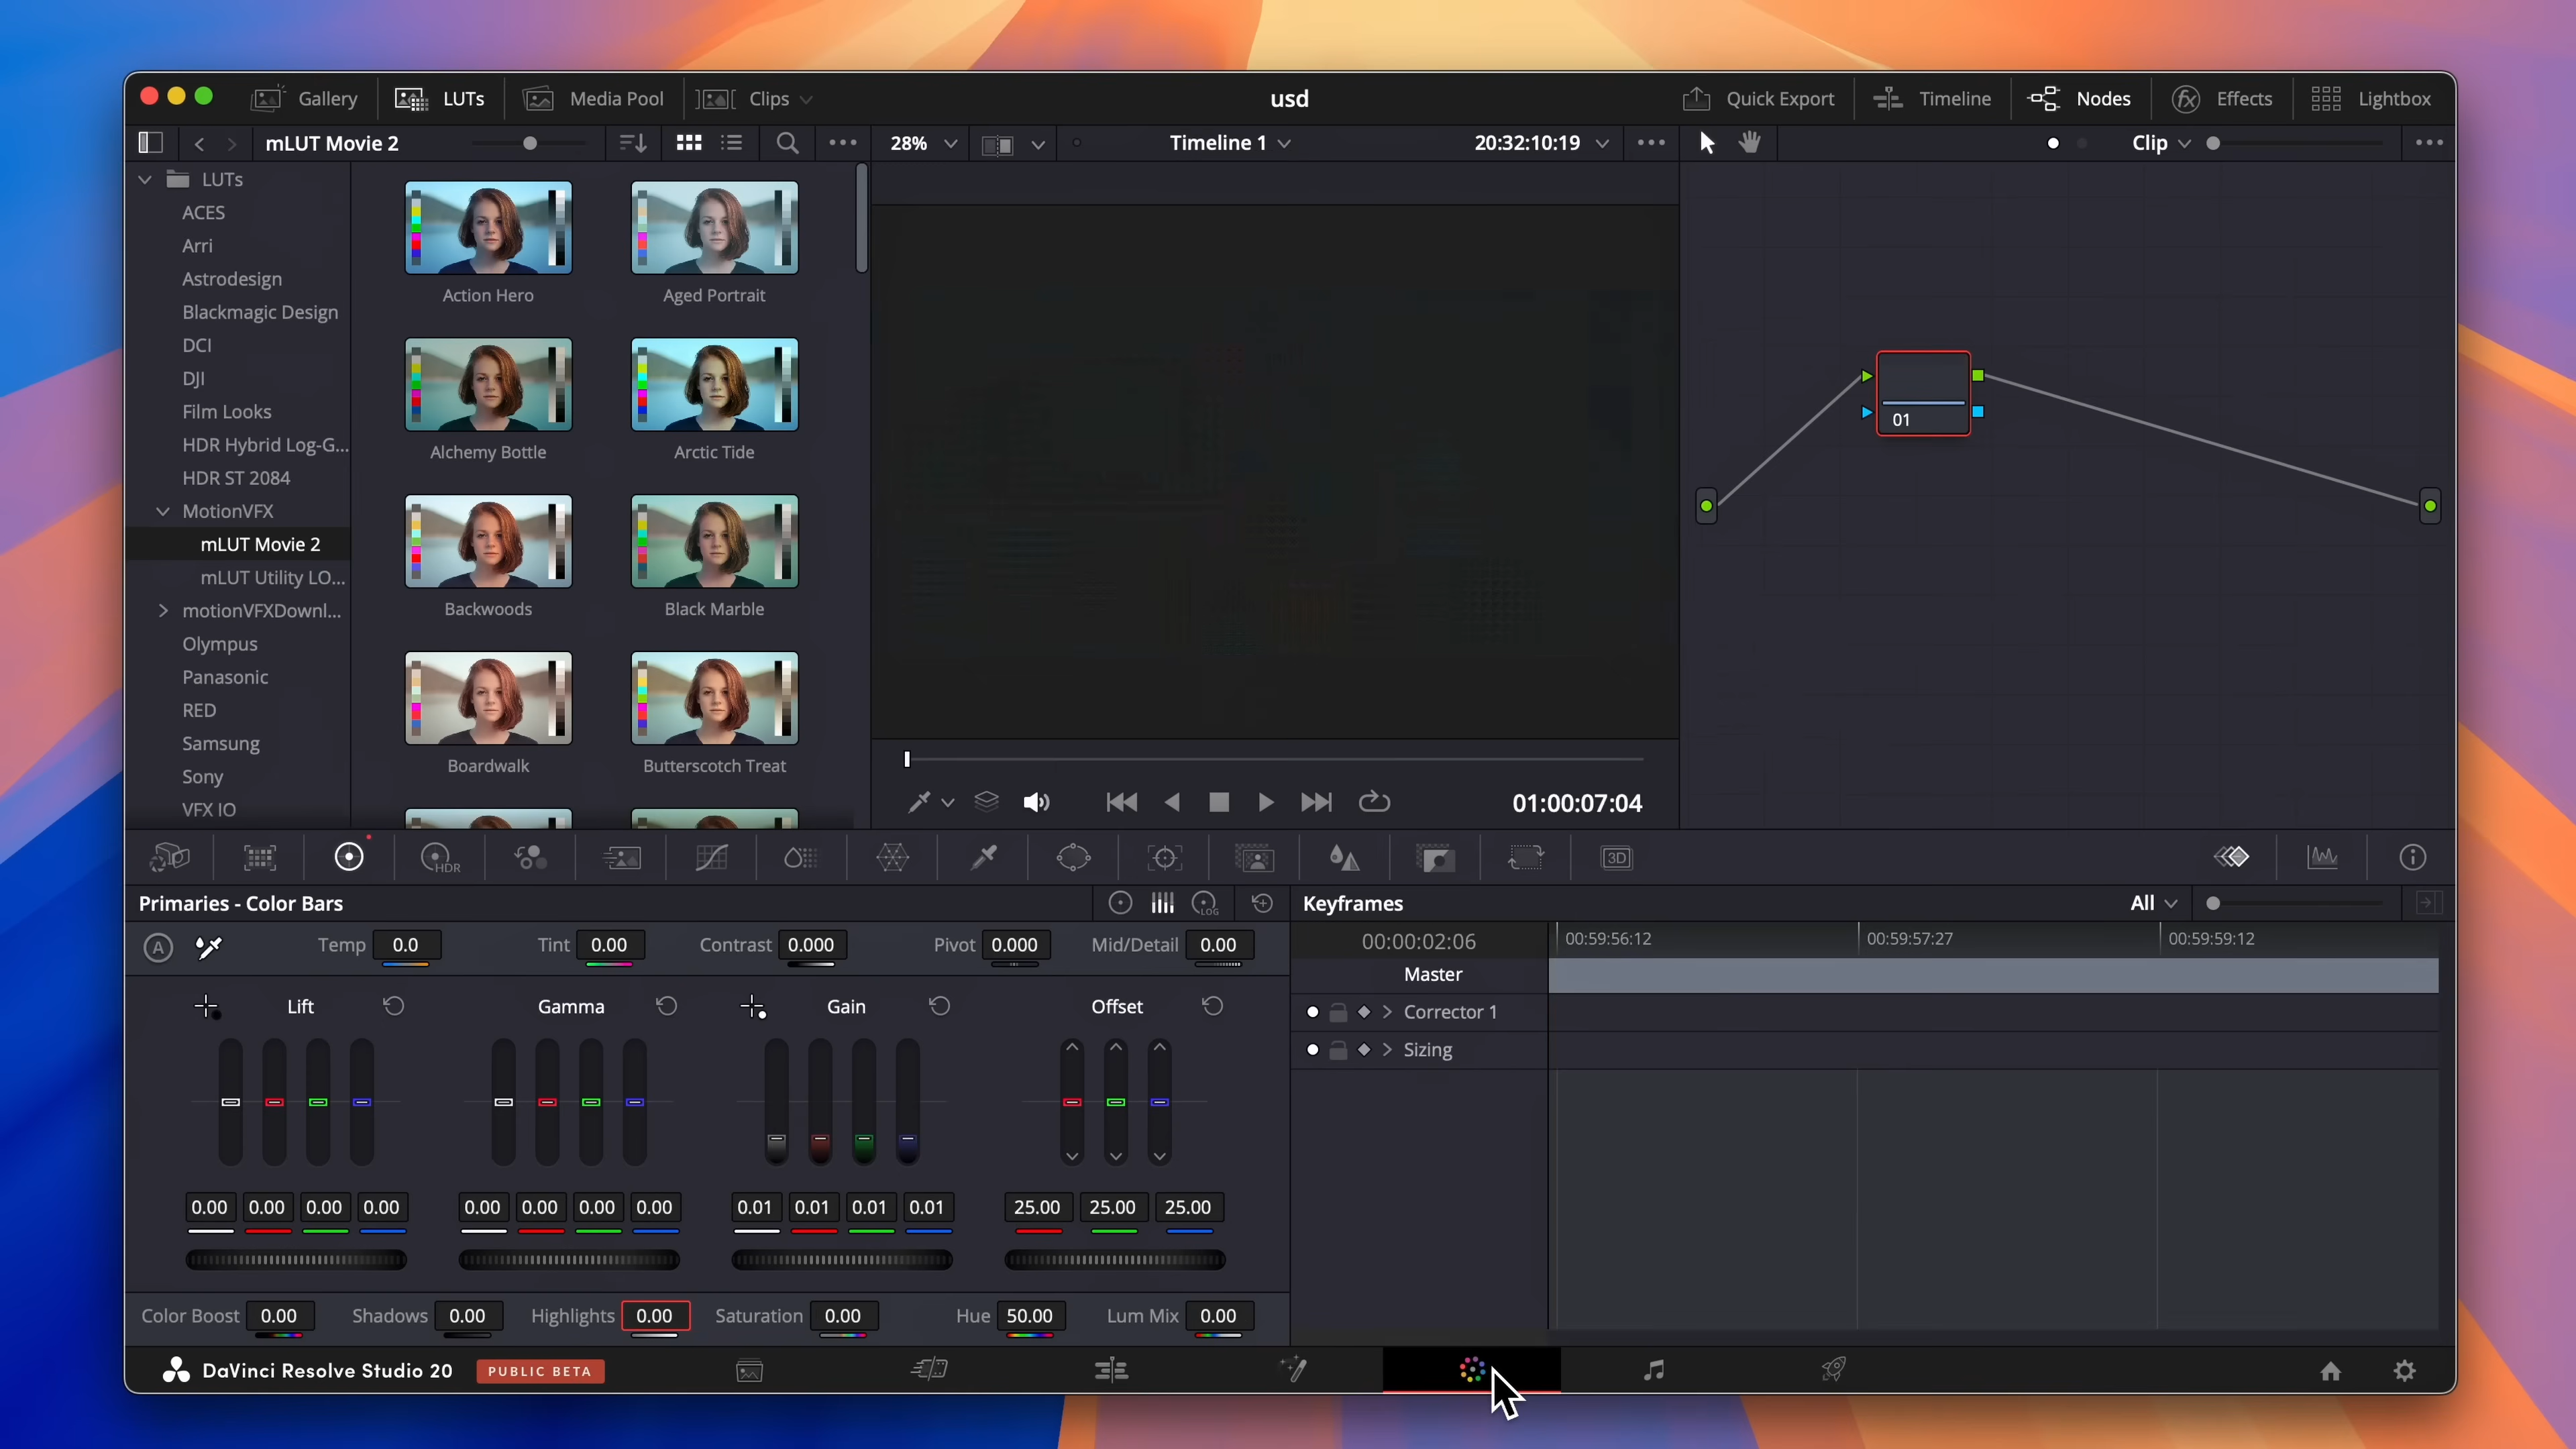 Gallery
LUTs
Media Pool
Clips
usd
Quick Export
Timeline
Nodes
Effects
Lightbox
mLUT Movie 2
28%
Timeline 1
20:32:10:19
Clip
LUTs
ACES
Arri
Astrodesign
Blackmagic Design
DCI
DJI
Film Looks
HDR Hybrid Log-G...
HDR ST 2084
MotionVFX
mLUT Movie 2
mLUT Utility LO...
motionVFXDownl...
Olympus
Panasonic
RED
Samsung
Sony
VFX IO
Action Hero
Aged Portrait
Alchemy Bottle
Arctic Tide
Backwoods
Black Marble
Boardwalk
Butterscotch Treat
01:00:07:04
01
HDR
3D
Primaries - Color Bars
LOG
Keyframes
All
A
Temp 0.0
Tint 0.00
Contrast 0.000
Pivot 0.000
Mid/Detail 0.00
00:00:02:06
00:59:56:12
00:59:57:27
00:59:59:12
Master
Corrector 1
Sizing
Lift
Gamma
Gain
Offset
0.00 0.00 0.00 0.00
0.00 0.00 0.00 0.00
0.01 0.01 0.01 0.01
25.00 25.00 25.00
Color Boost 0.00
Shadows 0.00
Highlights 0.00
Saturation 0.00
Hue 50.00
Lum Mix 0.00
DaVinci Resolve Studio 20
PUBLIC BETA